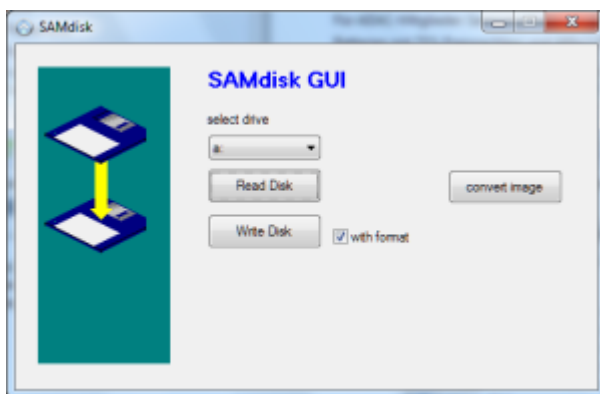 SAMdisk
SAMdisk GUI
select drive
a:
Read Disk
convert image
Write Disk
with format